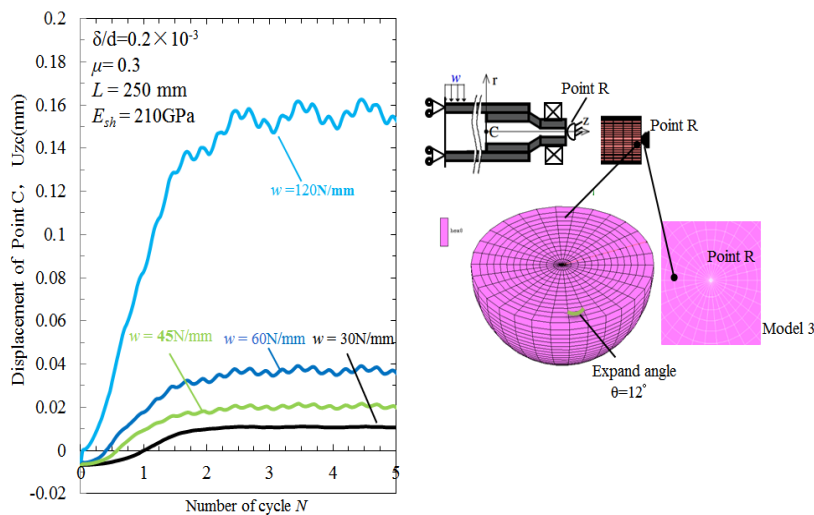 δ/d=0.2×10⁻³
μ= 0.3
L = 250 mm
E_sh = 210GPa
Displacement of Point C， Uzc(mm)
0.2
0.18
0.16
0.14
0.12
0.1
0.08
0.06
0.04
0.02
0
-0.02
w =120N/mm
w = 45N/mm
w = 60N/mm
w = 30N/mm
0
1
2
3
4
5
Number of cycle N
w
r
Point R
C
z
Point R
Point R
Model 3
Expand angle
θ=12°